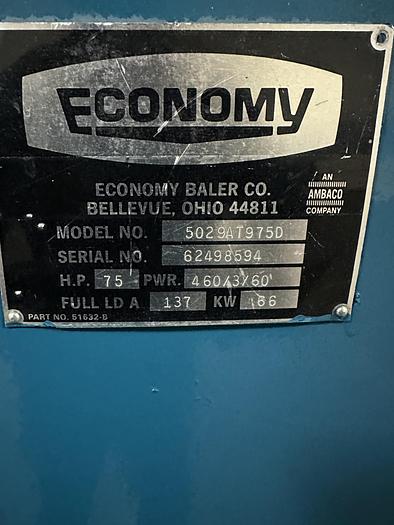 ECONOMY
ECONOMY BALER CO.
BELLEVUE, OHIO 44811
AN
AMBACO
COMPANY
MODEL NO. 5029AT975D
SERIAL NO. 62498594
H.P. 75 PWR. 460/3/60
FULL LD A 137 KW 66
PART NO. 51632-B